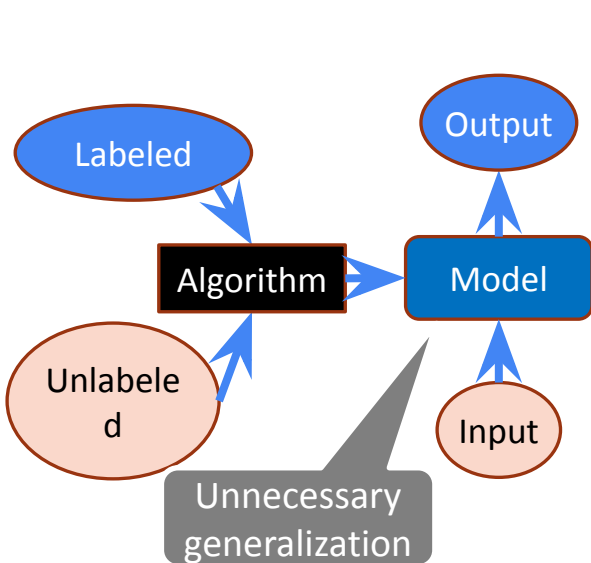 Labeled
Output
Algorithm
Model
Unlabele
d
Input
Unnecessary
generalization